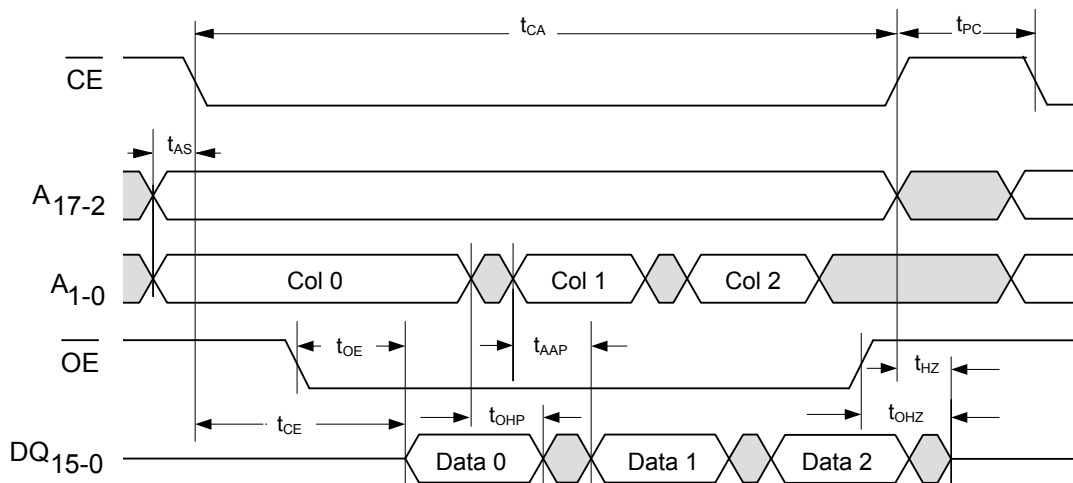 tCA
tPC
CE
tAS
A17-2
A1-0
Col 0
Col 1
Col 2
OE
tOE
tAAP
tHZ
tCE
tOHP
tOHZ
DQ15-0
Data 0
Data 1
Data 2